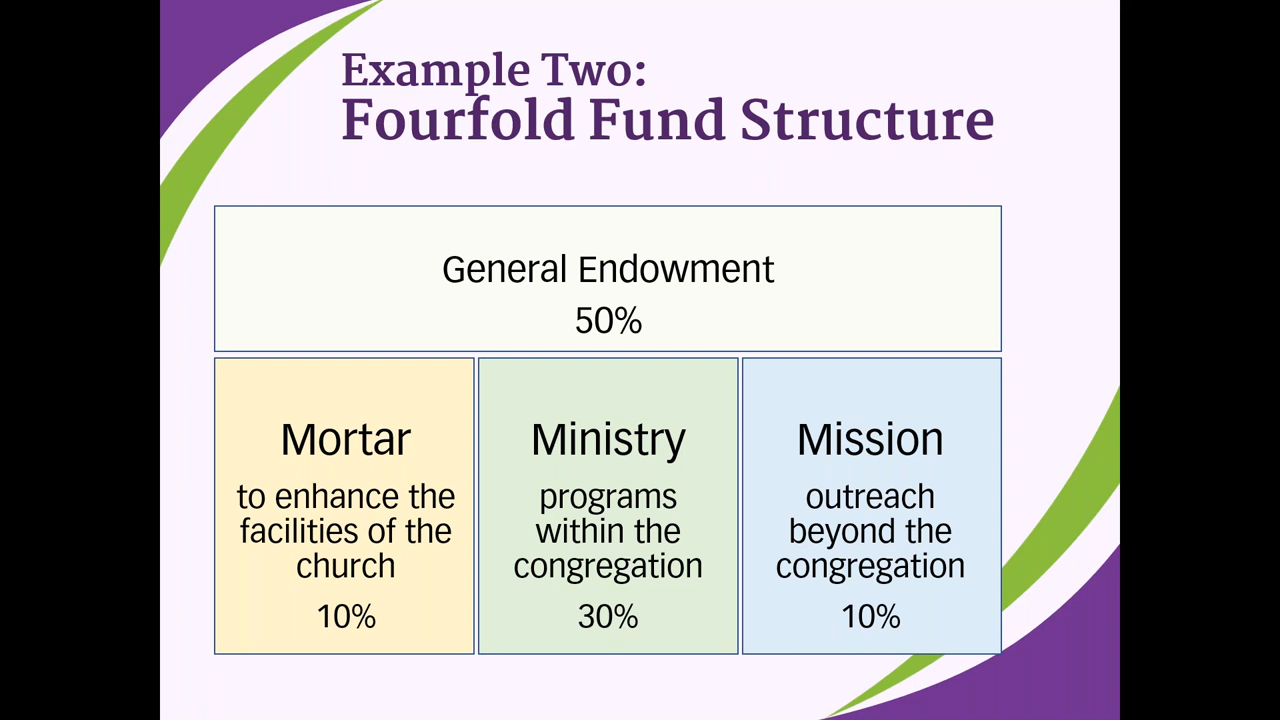 Example Two:
Fourfold Fund Structure
General Endowment
50%
Mortar
to enhance the
facilities of the
church
10%
Ministry
programs
within the
congregation
30%
Mission
outreach
beyond the
congregation
10%